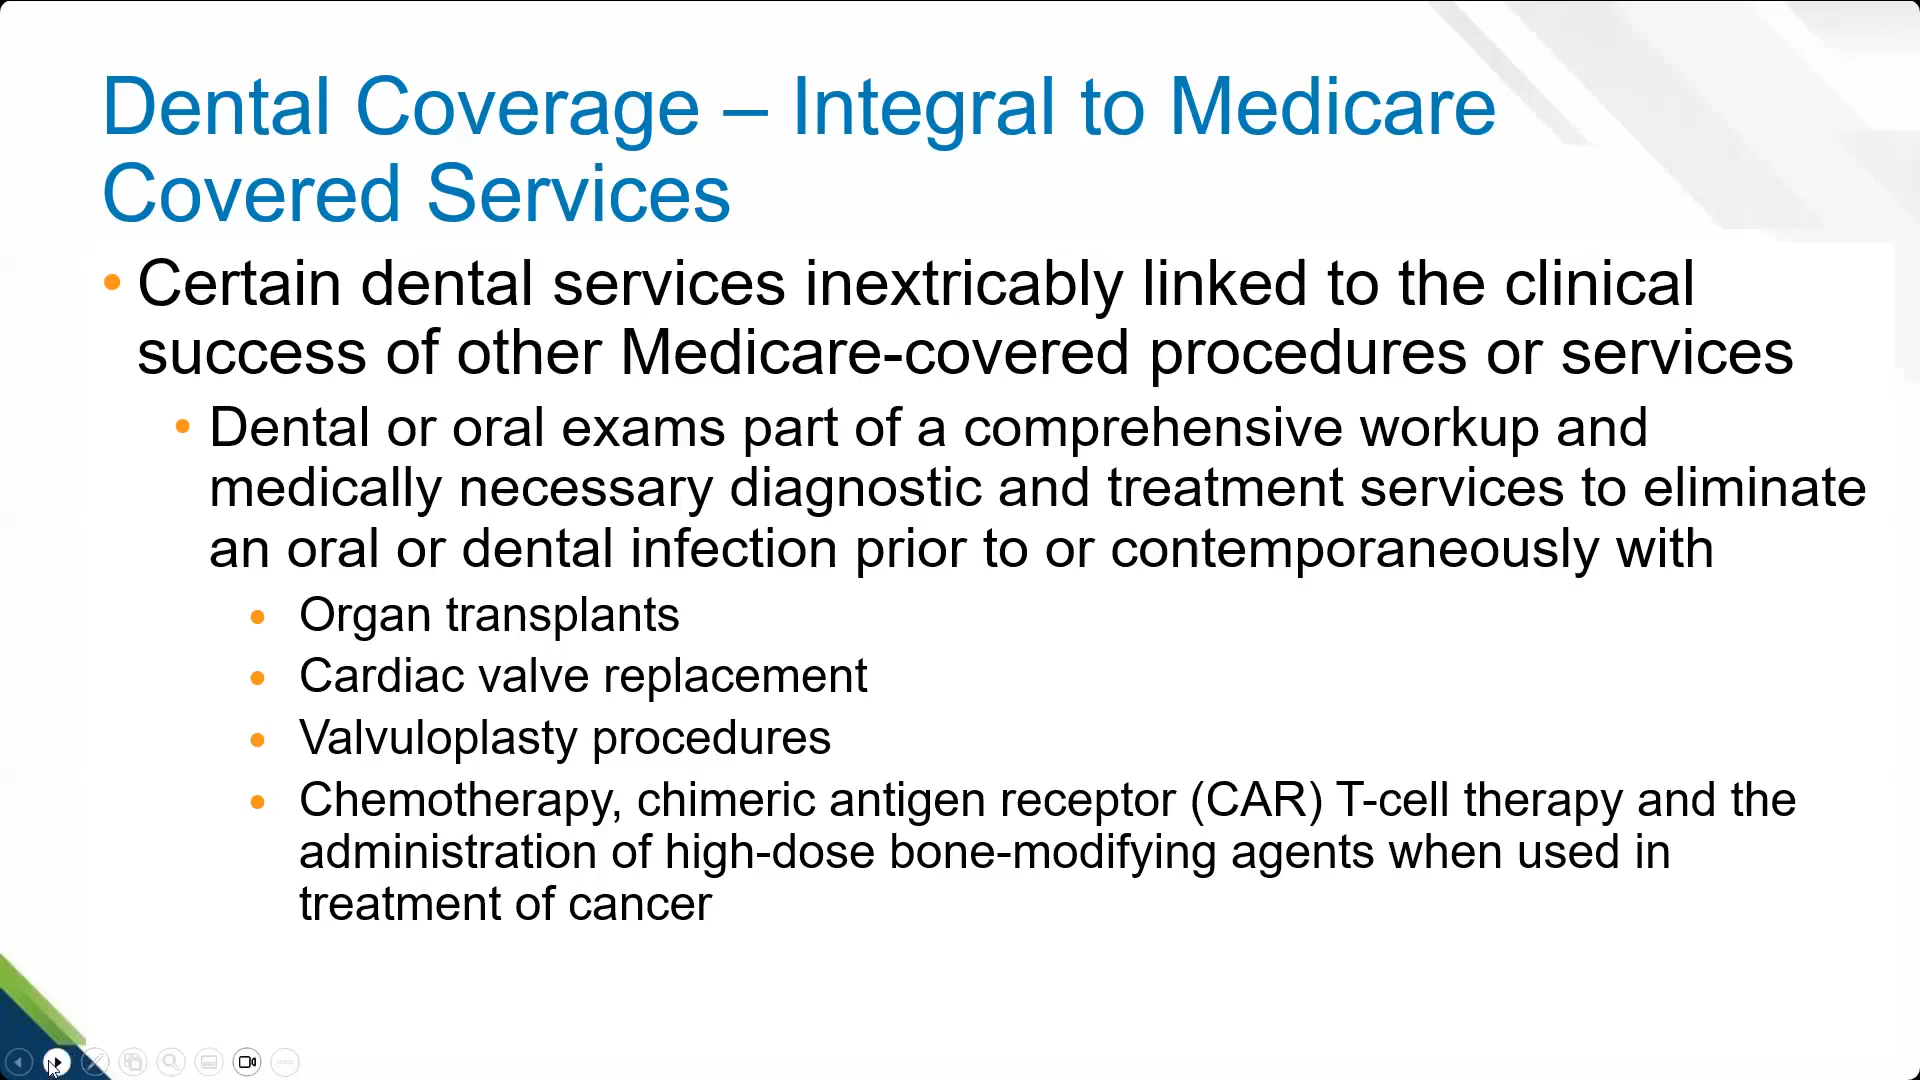 Dental Coverage – Integral to Medicare
Covered Services
• Certain dental services inextricably linked to the clinical
success of other Medicare-covered procedures or services
• Dental or oral exams part of a comprehensive workup and
medically necessary diagnostic and treatment services to eliminate
an oral or dental infection prior to or contemporaneously with
• Organ transplants
• Cardiac valve replacement
• Valvuloplasty procedures
• Chemotherapy, chimeric antigen receptor (CAR) T-cell therapy and the
administration of high-dose bone-modifying agents when used in
treatment of cancer